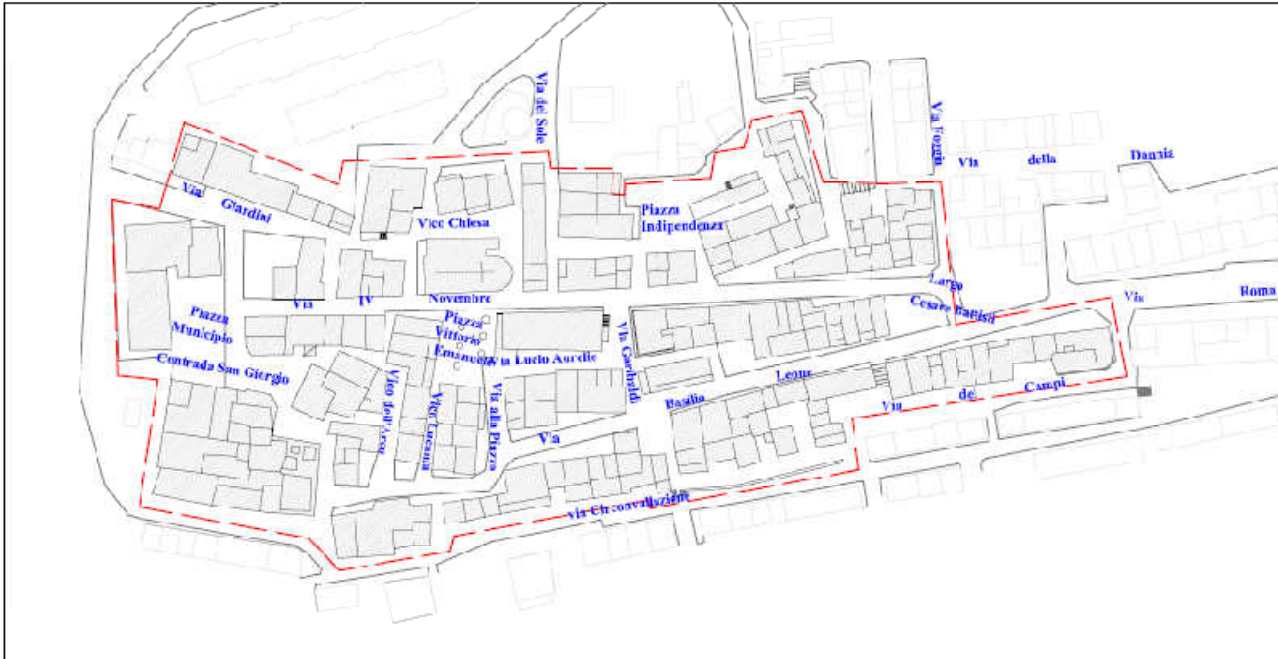 Via del Sole
Via Foggia
Via della Daunia
Via Giardini
Vico Chiesa
Piazza
Indipendenza
Largo
Cesare Battisti
Via Roma
Via IV Novembre
Piazza
Municipio
Piazza
Vittorio
Emanuele
Via Lucio Aurelio
Via Garibaldi
Contrada San Giorgio
Vico dell'Arco
Vico Lucania
Via alla Piazza
Via Basilio Leone
Via dei Campi
Via Circonvallazione